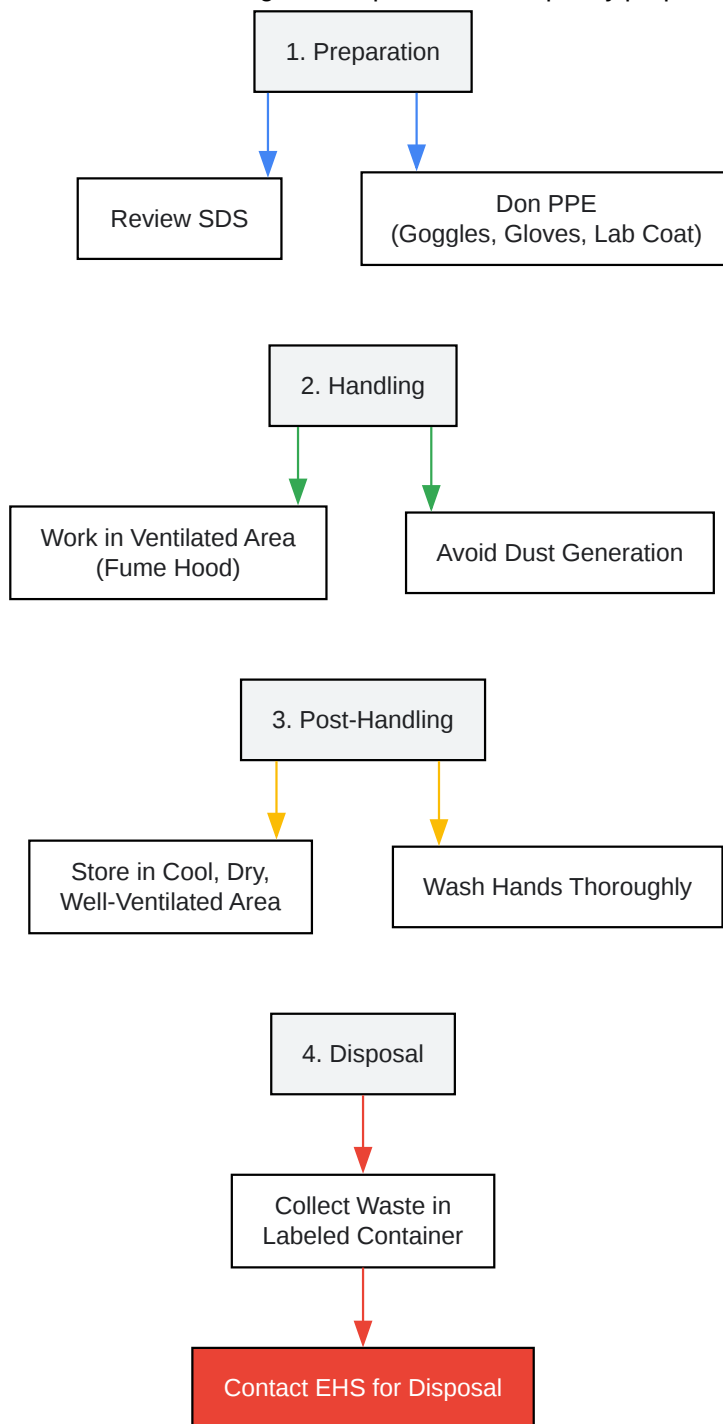 1. Preparation
Review SDS
Don PPE
(Goggles, Gloves, Lab Coat)
2. Handling
Work in Ventilated Area
(Fume Hood)
Avoid Dust Generation
3. Post-Handling
Store in Cool, Dry,
Well-Ventilated Area
Wash Hands Thoroughly
4. Disposal
Collect Waste in
Labeled Container
Contact EHS for Disposal